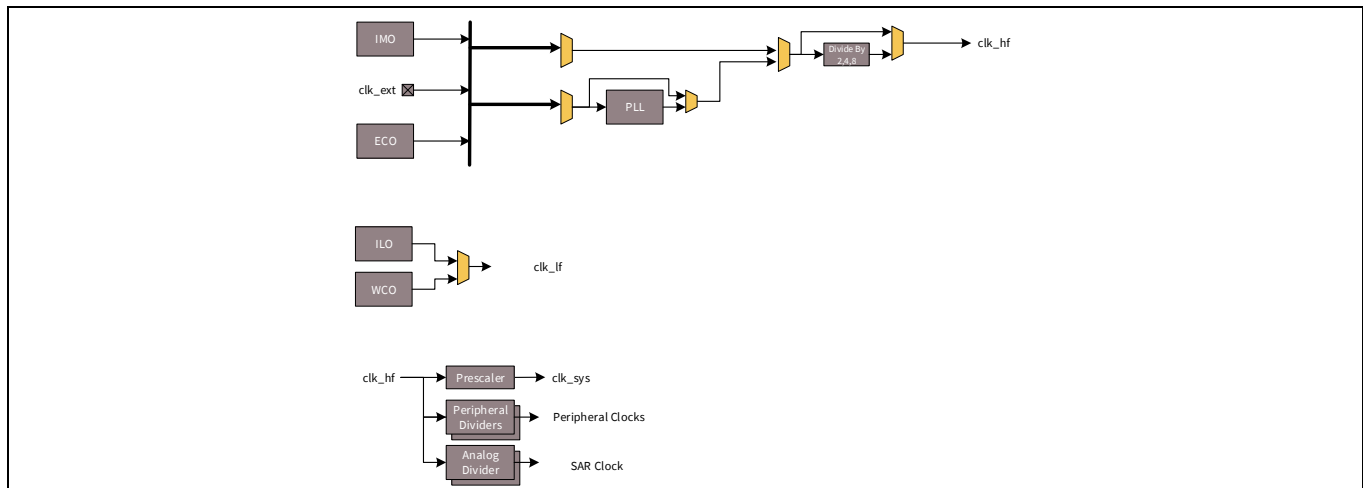 IMO
clk_ext
ECO
PLL
Divide By
2,4,8
clk_hf
ILO
WCO
clk_lf
clk_hf
Prescaler
clk_sys
Peripheral
Dividers
Peripheral Clocks
Analog
Divider
SAR Clock